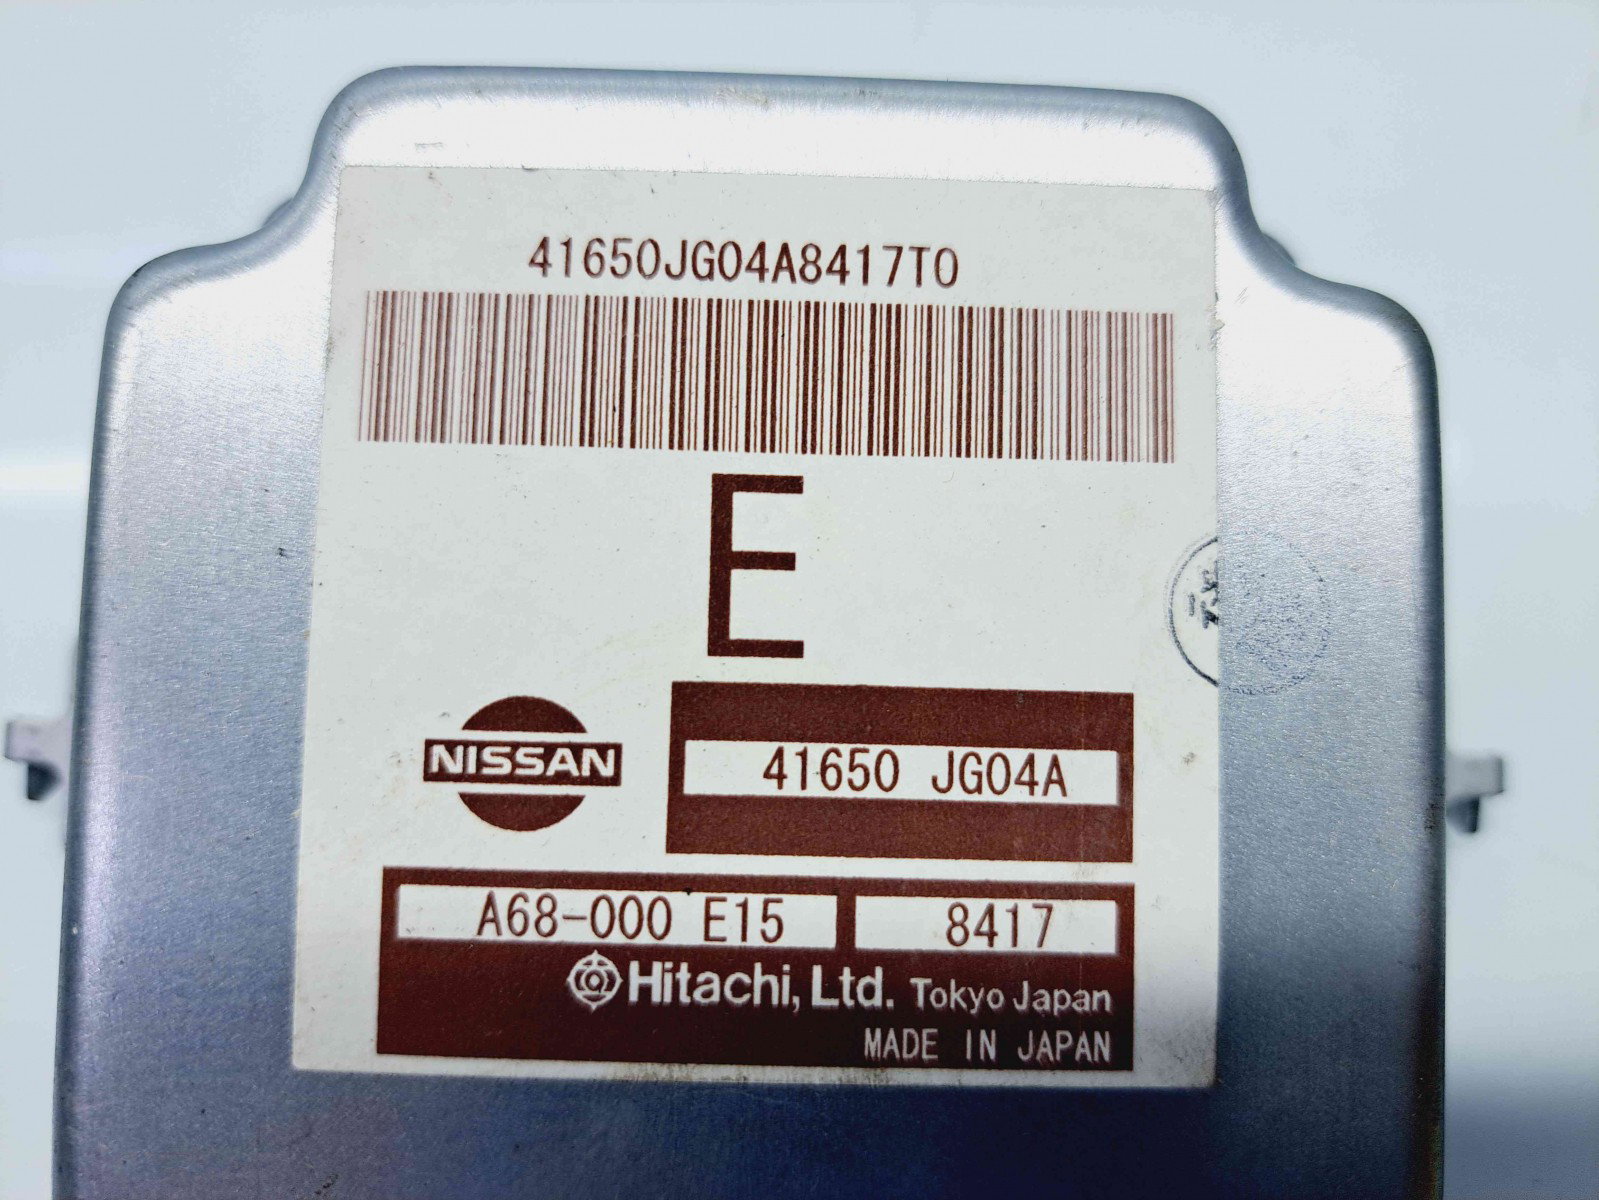 41650JG04A8417T0
E
NISSAN
41650 JG04A
A68-000 E15
8417
Hitachi, Ltd. Tokyo Japan
MADE IN JAPAN